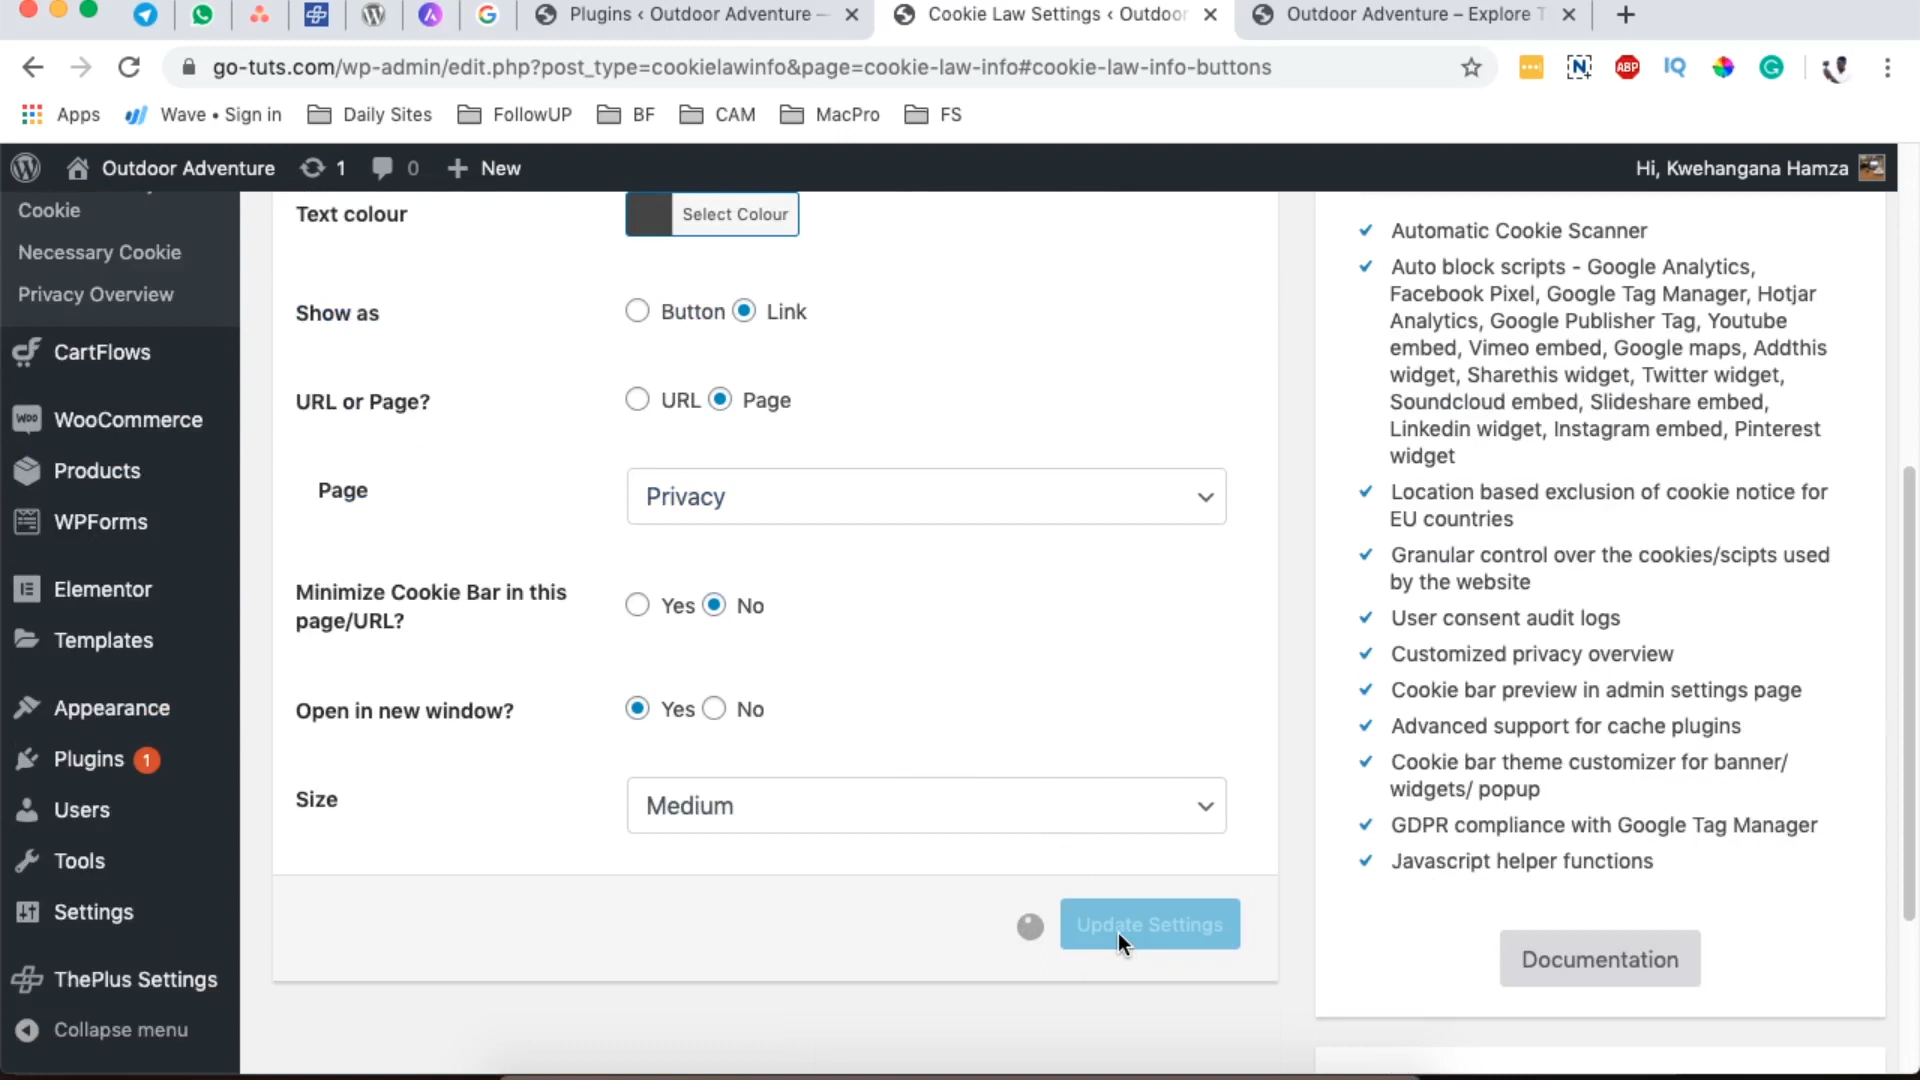 Plugins ‹ Outdoor Adventure —
Cookie Law Settings ‹ Outdoor
Outdoor Adventure – Explore T
go-tuts.com/wp-admin/edit.php?post_type=cookielawinfo&page=cookie-law-info#cookie-law-info-buttons
ABP
IQ
Apps
Wave • Sign in
Daily Sites
FollowUP
BF
CAM
MacPro
FS
Outdoor Adventure
1
0
New
Hi, Kwehangana Hamza
Cookie
Necessary Cookie
Privacy Overview
CartFlows
WooCommerce
Products
WPForms
Elementor
Templates
Appearance
Plugins 1
Users
Tools
Settings
ThePlus Settings
Collapse menu
Text colour
Select Colour
Show as
Button Link
URL or Page?
URL Page
Page
Privacy
Minimize Cookie Bar in this
page/URL?
Yes No
Open in new window?
Yes No
Size
Medium
Update Settings
Automatic Cookie Scanner
Auto block scripts - Google Analytics,
Facebook Pixel, Google Tag Manager, Hotjar
Analytics, Google Publisher Tag, Youtube
embed, Vimeo embed, Google maps, Addthis
widget, Sharethis widget, Twitter widget,
Soundcloud embed, Slideshare embed,
Linkedin widget, Instagram embed, Pinterest
widget
Location based exclusion of cookie notice for
EU countries
Granular control over the cookies/scipts used
by the website
User consent audit logs
Customized privacy overview
Cookie bar preview in admin settings page
Advanced support for cache plugins
Cookie bar theme customizer for banner/
widgets/ popup
GDPR compliance with Google Tag Manager
Javascript helper functions
Documentation